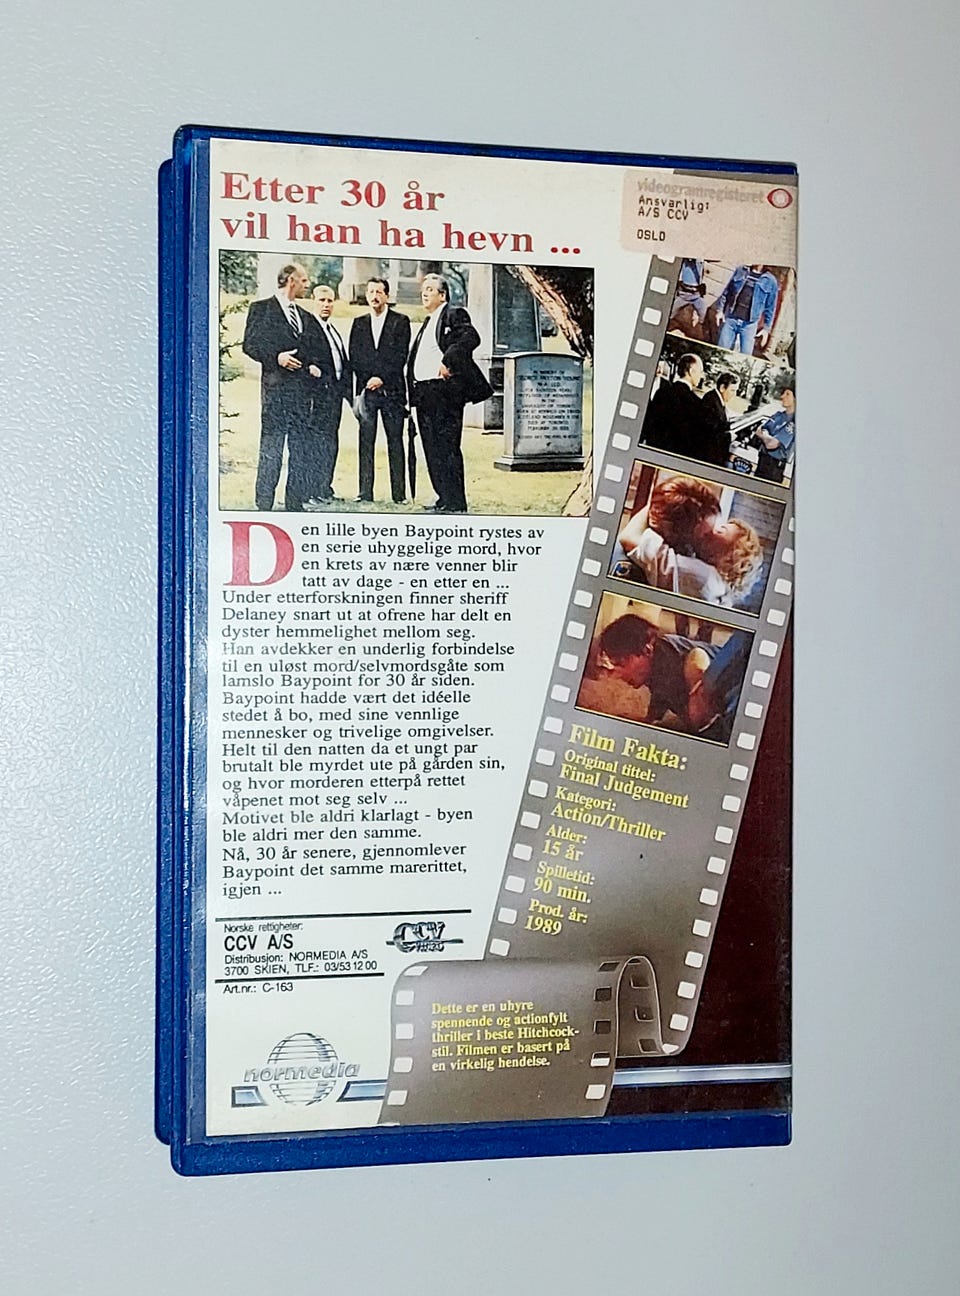 Etter 30 år
vil han ha hevn ...
videogramregisteret
Ansvarlig:
A/S CCV
OSLO
IN MEMORY OF
Den lille byen Baypoint rystes av
en serie uhyggelige mord, hvor
en krets av nære venner blir
tatt av dage - en etter en ...
Under etterforskningen finner sheriff
Delaney snart ut at ofrene har delt en
dyster hemmelighet mellom seg.
Han avdekker en underlig forbindelse
til en uløst mord/selvmordsgåte som
lamslo Baypoint for 30 år siden.
Baypoint hadde vært det idéelle
stedet å bo, med sine vennlige
mennesker og trivelige omgivelser.
Helt til den natten da et ungt par
brutalt ble myrdet ute på gården sin,
og hvor morderen etterpå rettet
våpenet mot seg selv ...
Motivet ble aldri klarlagt - byen
ble aldri mer den samme.
Nå, 30 år senere, gjennomlever
Baypoint det samme marerittet,
igjen ...
Film Fakta:
Original tittel:
Final Judgement
Kategori:
Action/Thriller
Alder:
15 år
Spilletid:
90 min.
Prod. år:
1989
Norske rettigheter:
CCV A/S
Distribusjon: NORMEDIA A/S
3700 SKIEN, TLF.: 03/53 12 00
Art.nr.: C-163
CCV
VIDEO
Dette er en uhyre
spennende og actionfylt
thriller i beste Hitchcock-
stil. Filmen er basert på
en virkelig hendelse.
normedia